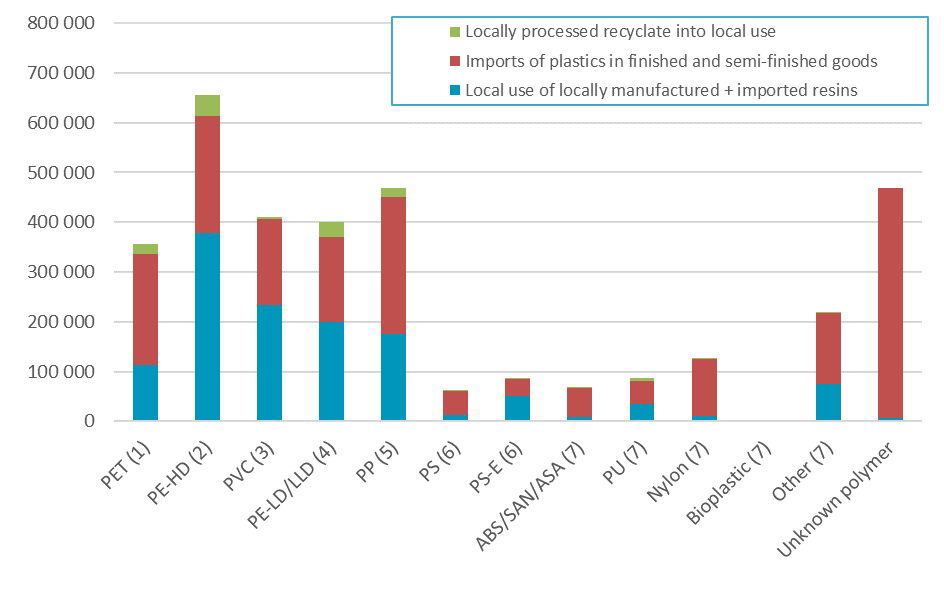 800 000
700 000
600 000
500 000
400 000
300 000
200 000
100 000
0
Locally processed recyclate into local use
Imports of plastics in finished and semi-finished goods
Local use of locally manufactured + imported resins
PET (1)
PE-HD (2)
PVC (3)
PE-LD/LLD (4)
PP (5)
PS (6)
PS-E (6)
ABS/SAN/ASA (7)
PU (7)
Nylon (7)
Bioplastic (7)
Other (7)
Unknown polymer